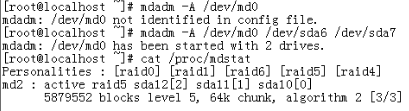 [root@localhost ~]# mdadm -A /dev/md0
mdadm: /dev/md0 not identified in config file.
[root@localhost ~]# mdadm -A /dev/md0 /dev/sda6 /dev/sda7
mdadm: /dev/md0 has been started with 2 drives.
[root@localhost ~]# cat /proc/mdstat
Personalities : [raid0] [raid1] [raid6] [raid5] [raid4]
md2 : active raid5 sda12[2] sda11[1] sda10[0]
5879552 blocks level 5, 64k chunk, algorithm 2 [3/3]